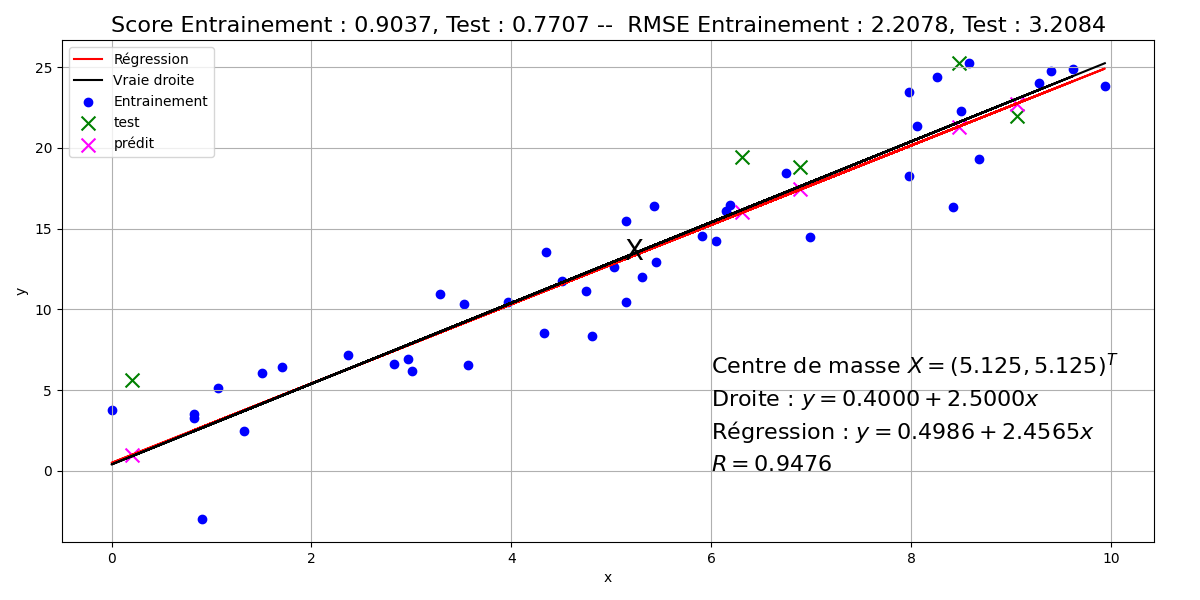 Score Entrainement : 0.9037, Test : 0.7707 --  RMSE Entrainement : 2.2078, Test : 3.2084
Régression
Vraie droite
Entrainement
test
prédit
25
20
15
10
5
0
y
X
Centre de masse X = (5.125, 5.125)^T
Droite : y = 0.4000 + 2.5000x
Régression : y = 0.4986 + 2.4565x
R = 0.9476
0 2 4 6 8 10
x